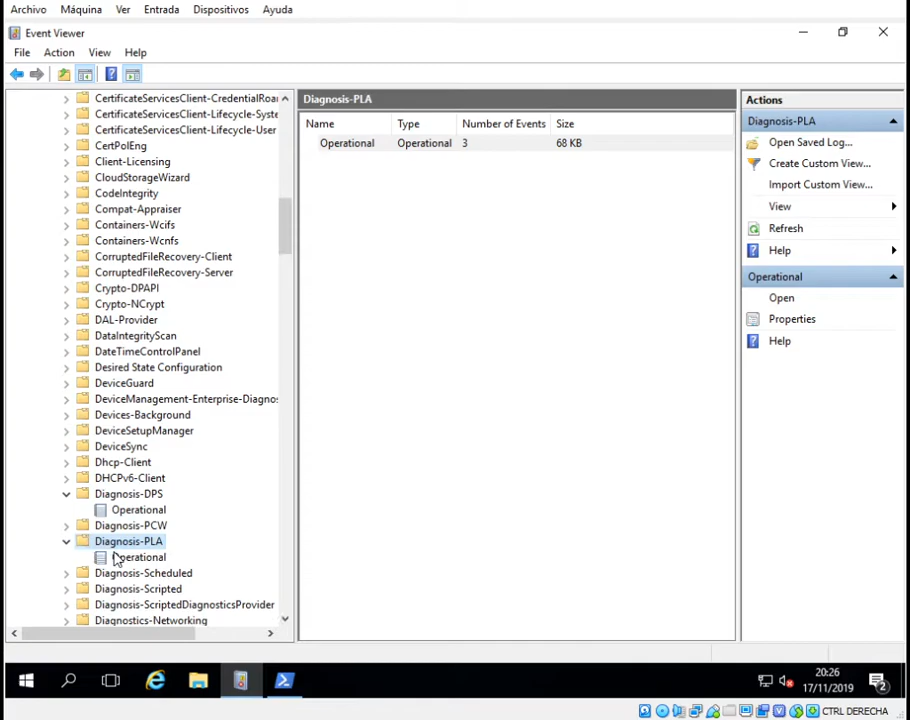 Archivo Máquina Ver Entrada Dispositivos Ayuda
Event Viewer
File Action View Help
CertificateServicesClient-CredentialRoa
CertificateServicesClient-Lifecycle-Syste
CertificateServicesClient-Lifecycle-User
CertPolEng
Client-Licensing
CloudStorageWizard
CodeIntegrity
Compat-Appraiser
Containers-Wcifs
Containers-Wcnfs
CorruptedFileRecovery-Client
CorruptedFileRecovery-Server
Crypto-DPAPI
Crypto-NCrypt
DAL-Provider
DataIntegrityScan
DateTimeControlPanel
Desired State Configuration
DeviceGuard
DeviceManagement-Enterprise-Diagnos
Devices-Background
DeviceSetupManager
DeviceSync
Dhcp-Client
DHCPv6-Client
Diagnosis-DPS
Operational
Diagnosis-PCW
Diagnosis-PLA
Operational
Diagnosis-Scheduled
Diagnosis-Scripted
Diagnosis-ScriptedDiagnosticsProvider
Diagnostics-Networking
Diagnosis-PLA
Name Type Number of Events Size
Operational Operational 3 68 KB
Actions
Diagnosis-PLA
Open Saved Log...
Create Custom View...
Import Custom View...
View
Refresh
Help
Operational
Open
Properties
Help
20:26
17/11/2019
2
CTRL DERECHA